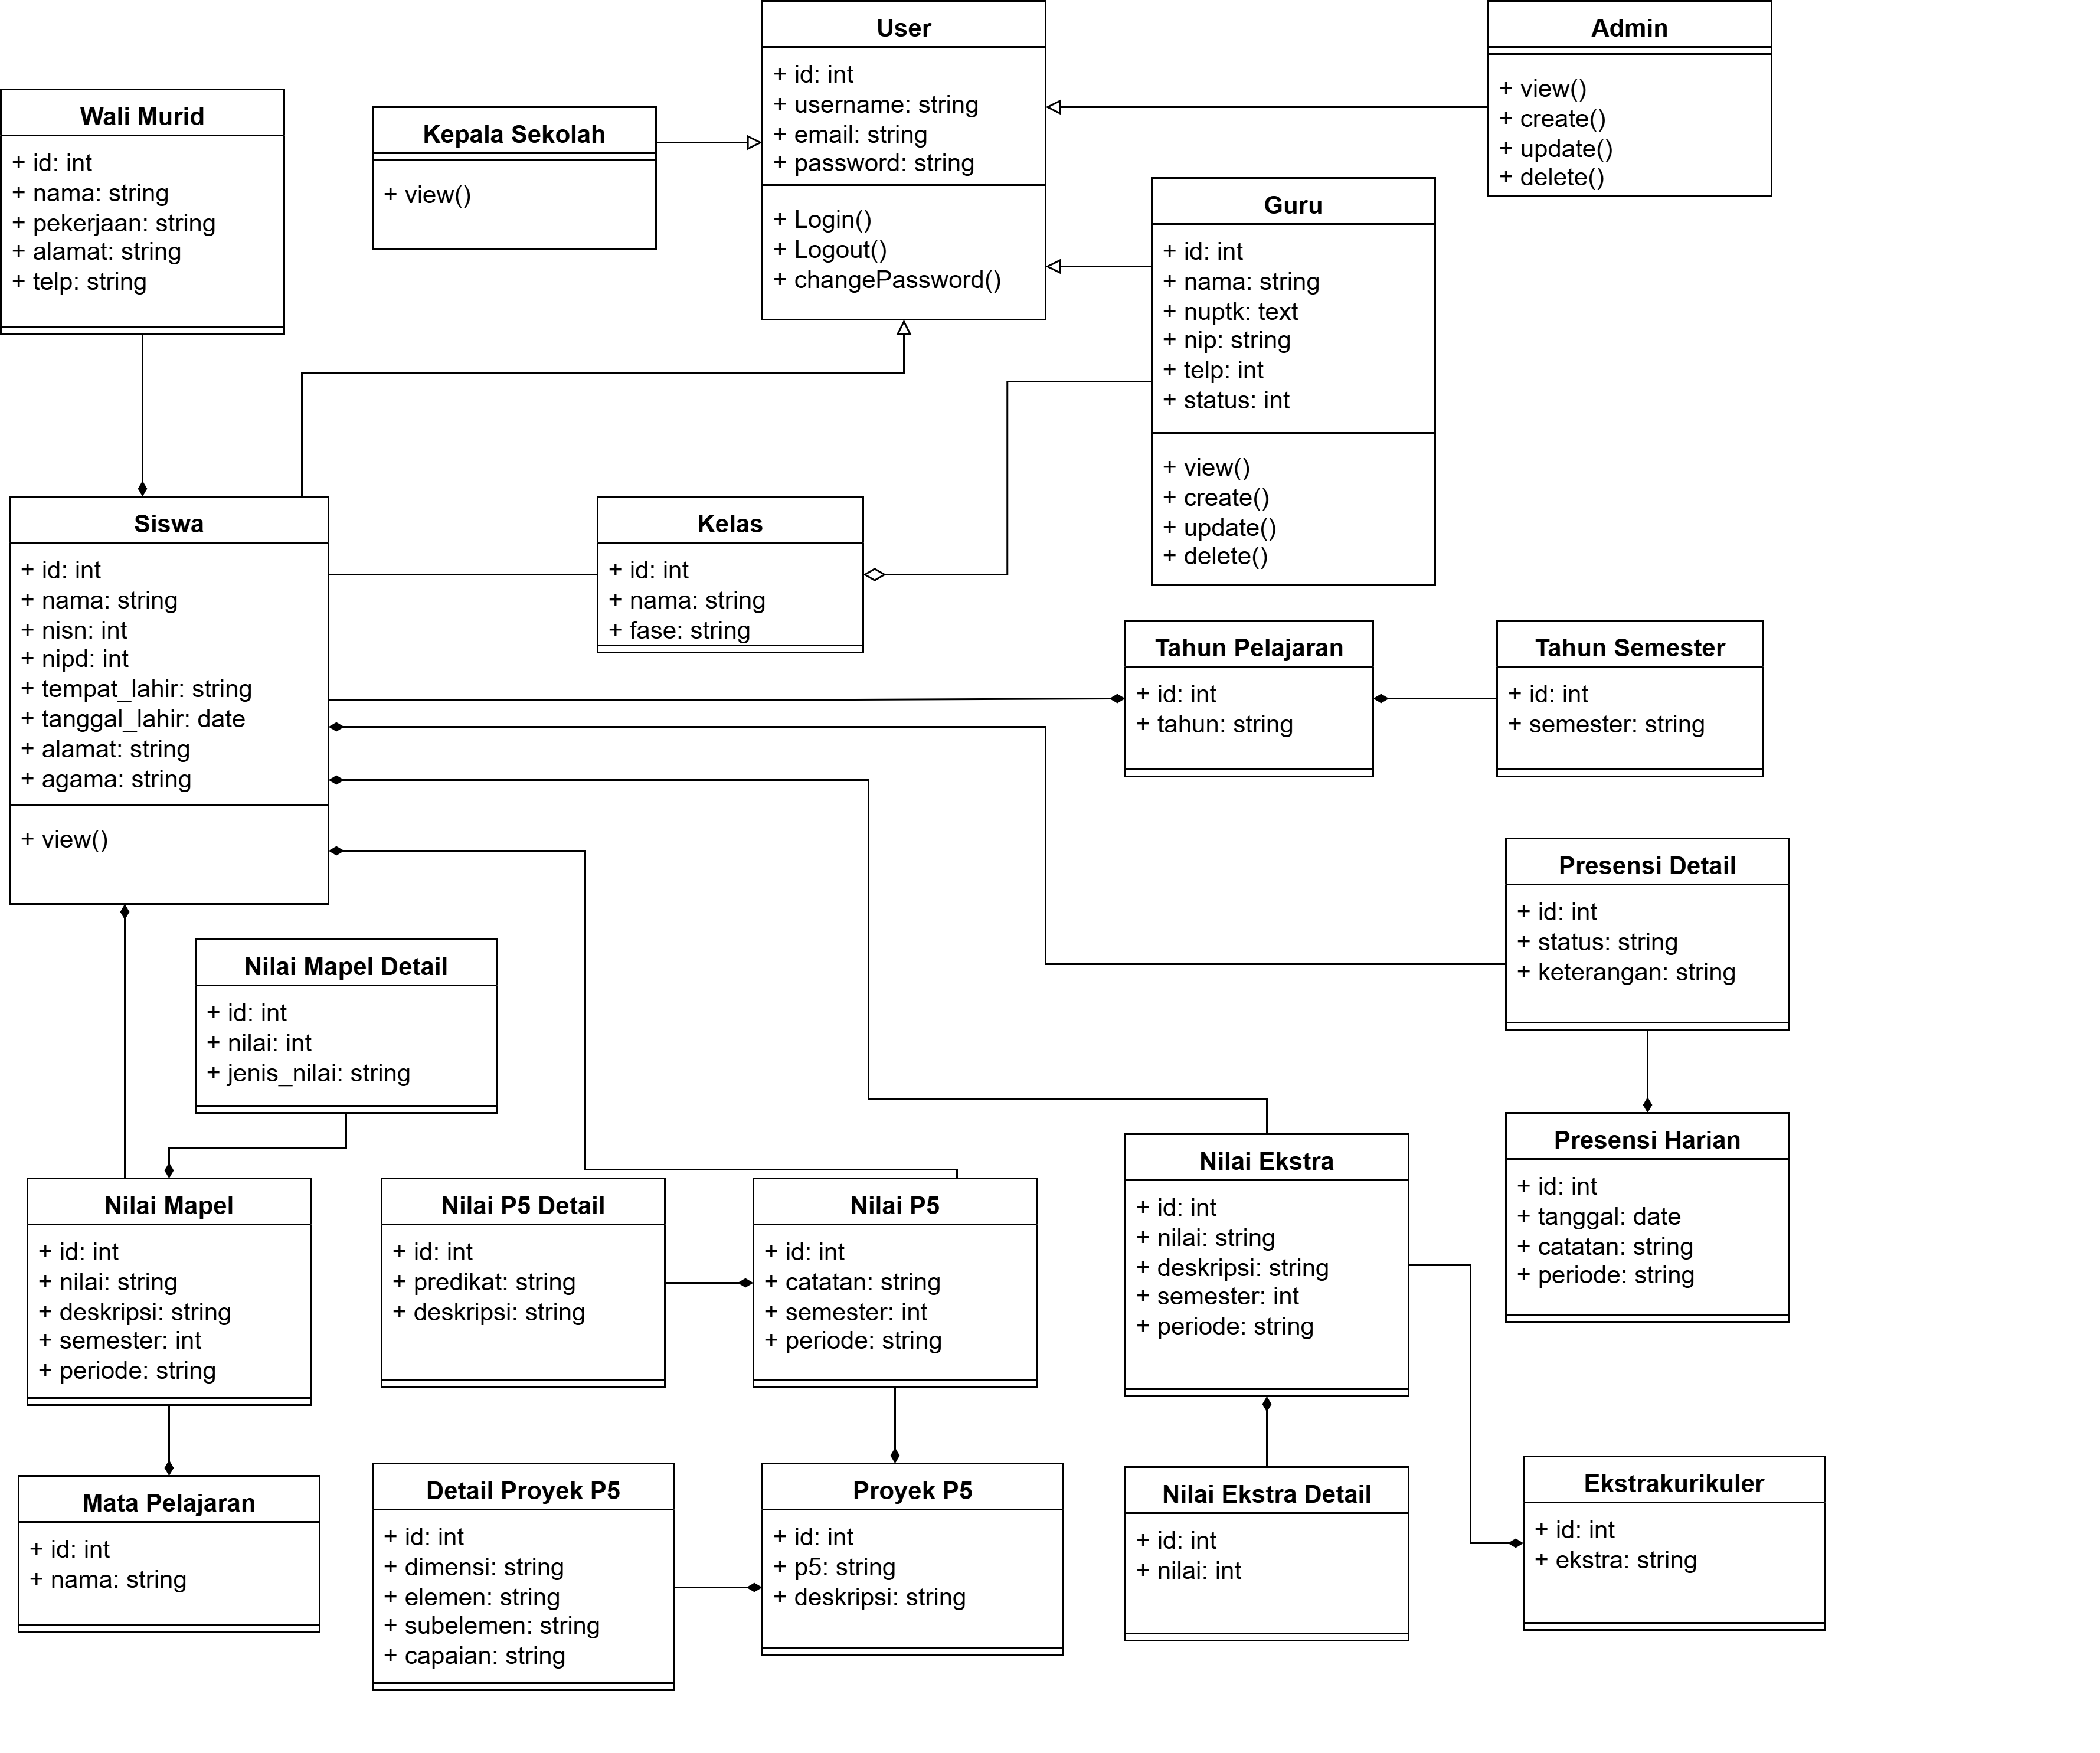 User
+ id: int
+ username: string
+ email: string
+ password: string
+ Login()
+ Logout()
+ changePassword()
Admin
+ view()
+ create()
+ update()
+ delete()
Wali Murid
+ id: int
+ nama: string
+ pekerjaan: string
+ alamat: string
+ telp: string
Kepala Sekolah
+ view()
Guru
+ id: int
+ nama: string
+ nuptk: text
+ nip: string
+ telp: int
+ status: int
+ view()
+ create()
+ update()
+ delete()
Siswa
+ id: int
+ nama: string
+ nisn: int
+ nipd: int
+ tempat_lahir: string
+ tanggal_lahir: date
+ alamat: string
+ agama: string
+ view()
Kelas
+ id: int
+ nama: string
+ fase: string
Tahun Pelajaran
+ id: int
+ tahun: string
Tahun Semester
+ id: int
+ semester: string
Presensi Detail
+ id: int
+ status: string
+ keterangan: string
Nilai Mapel Detail
+ id: int
+ nilai: int
+ jenis_nilai: string
Presensi Harian
+ id: int
+ tanggal: date
+ catatan: string
+ periode: string
Nilai Mapel
+ id: int
+ nilai: string
+ deskripsi: string
+ semester: int
+ periode: string
Nilai P5 Detail
+ id: int
+ predikat: string
+ deskripsi: string
Nilai P5
+ id: int
+ catatan: string
+ semester: int
+ periode: string
Nilai Ekstra
+ id: int
+ nilai: string
+ deskripsi: string
+ semester: int
+ periode: string
Mata Pelajaran
+ id: int
+ nama: string
Detail Proyek P5
+ id: int
+ dimensi: string
+ elemen: string
+ subelemen: string
+ capaian: string
Proyek P5
+ id: int
+ p5: string
+ deskripsi: string
Nilai Ekstra Detail
+ id: int
+ nilai: int
Ekstrakurikuler
+ id: int
+ ekstra: string